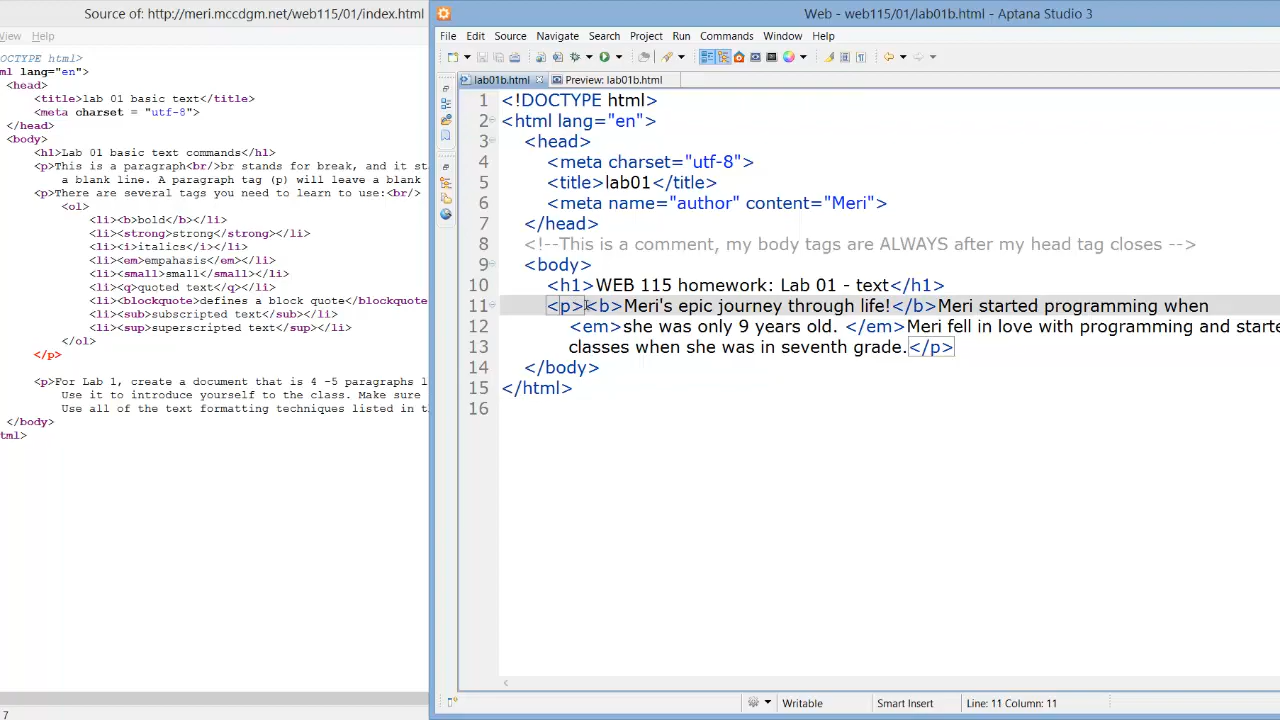 Source of: http://meri.mccdgm.net/web115/01/index.html
View Help
OCTYPE html>
ml lang="en">
<head>
<title>lab 01 basic text</title>
<meta charset = "utf-8">
</head>
<body>
<h1>Lab 01 basic text commands</h1>
<p>This is a paragraph<br/>br stands for break, and it st
a blank line. A paragraph tag (p) will leave a blank
<p>There are several tags you need to learn to use:<br/>
<ol>
<li><b>bold</b></li>
<li><strong>strong</strong></li>
<li><i>italics</i></li>
<li><em>empahasis</em></li>
<li><small>small</small></li>
<li><q>quoted text</q></li>
<li><blockquote>defines a block quote</blockquote
<li><sub>subscripted text</sub></li>
<li><sup>superscripted text</sup></li>
</ol>
</p>
<p>For Lab 1, create a document that is 4 -5 paragraphs l
Use it to introduce yourself to the class. Make sure
Use all of the text formatting techniques listed in t
</body>
tml>
7
Web - web115/01/lab01b.html - Aptana Studio 3
File Edit Source Navigate Search Project Run Commands Window Help
lab01b.html Preview: lab01b.html
1 <!DOCTYPE html>
2 <html lang="en">
3 <head>
4 <meta charset="utf-8">
5 <title>lab01</title>
6 <meta name="author" content="Meri">
7 </head>
8 <!--This is a comment, my body tags are ALWAYS after my head tag closes -->
9 <body>
10 <h1>WEB 115 homework: Lab 01 - text</h1>
11 <p><b>Meri's epic journey through life!</b>Meri started programming when
12 <em>she was only 9 years old. </em>Meri fell in love with programming and starte
13 classes when she was in seventh grade.</p>
14 </body>
15 </html>
16
Writable Smart Insert Line: 11 Column: 11